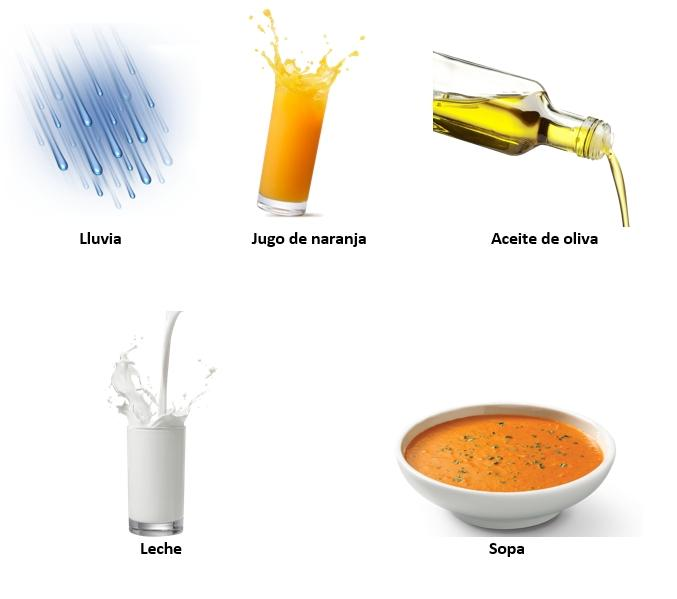 Lluvia
Jugo de naranja
Aceite de oliva
Leche
Sopa